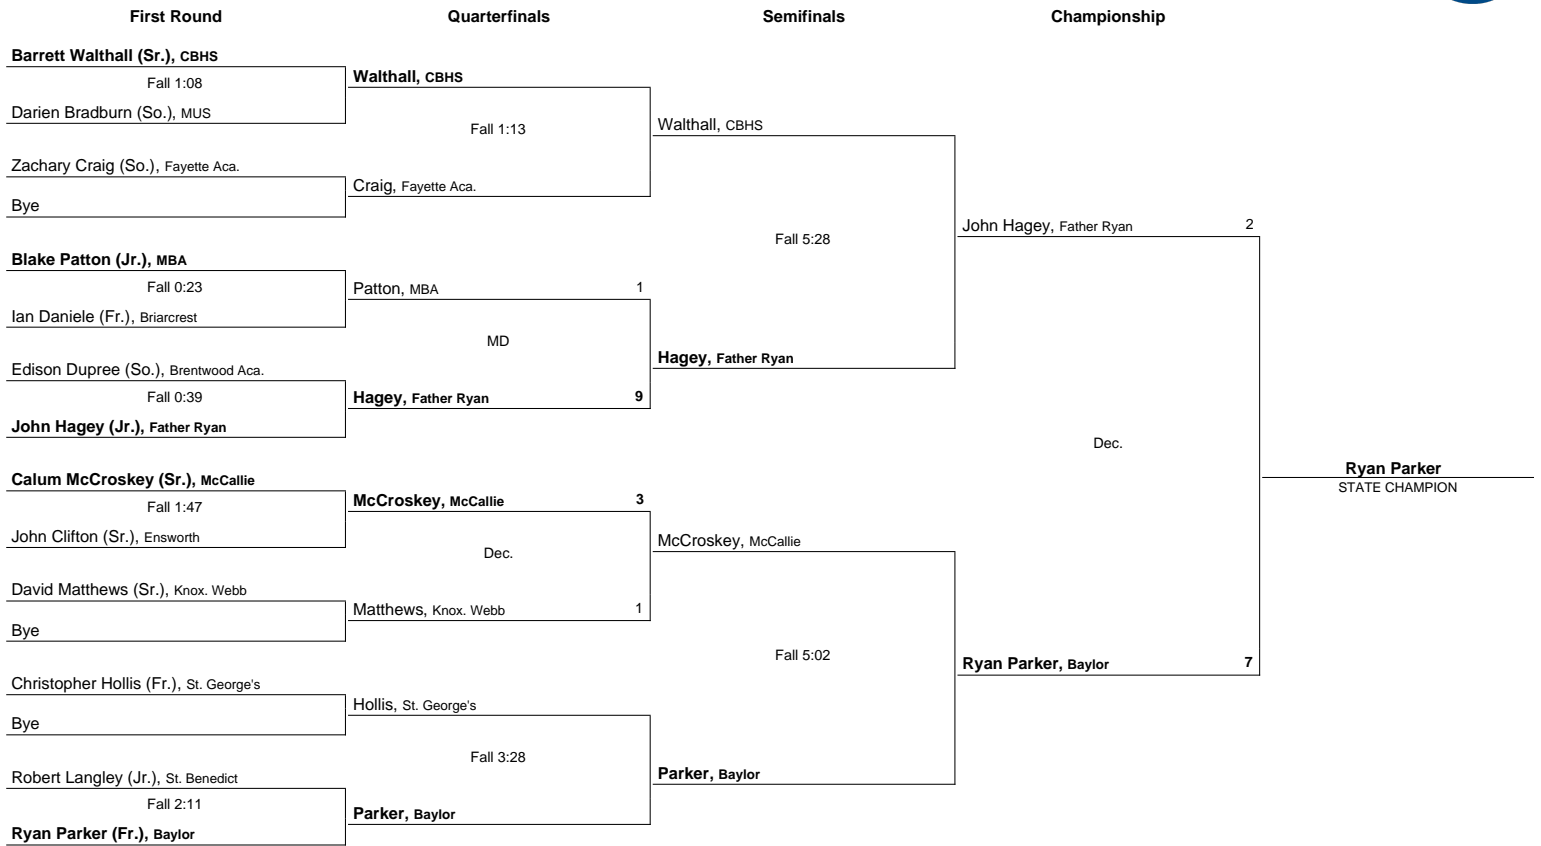 First Round Quarterfinals Semifinals Championship
Barrett Walthall (Sr.), CBHS
Fall 1:08
Darien Bradburn (So.), MUS
Zachary Craig (So.), Fayette Aca.
Bye
Blake Patton (Jr.), MBA
Fall 0:23
Ian Daniele (Fr.), Briarcrest
Edison Dupree (So.), Brentwood Aca.
Fall 0:39
John Hagey (Jr.), Father Ryan
Calum McCroskey (Sr.), McCallie
Fall 1:47
John Clifton (Sr.), Ensworth
David Matthews (Sr.), Knox. Webb
Bye
Christopher Hollis (Fr.), St. George's
Bye
Robert Langley (Jr.), St. Benedict
Fall 2:11
Ryan Parker (Fr.), Baylor
Walthall, CBHS
Fall 1:13
Craig, Fayette Aca.
Patton, MBA 1
MD
Hagey, Father Ryan 9
McCroskey, McCallie 3
Dec.
Matthews, Knox. Webb 1
Hollis, St. George's
Fall 3:28
Parker, Baylor
Walthall, CBHS
Fall 5:28
Hagey, Father Ryan
McCroskey, McCallie
Fall 5:02
Parker, Baylor
John Hagey, Father Ryan 2
Dec.
Ryan Parker, Baylor 7
Ryan Parker
STATE CHAMPION